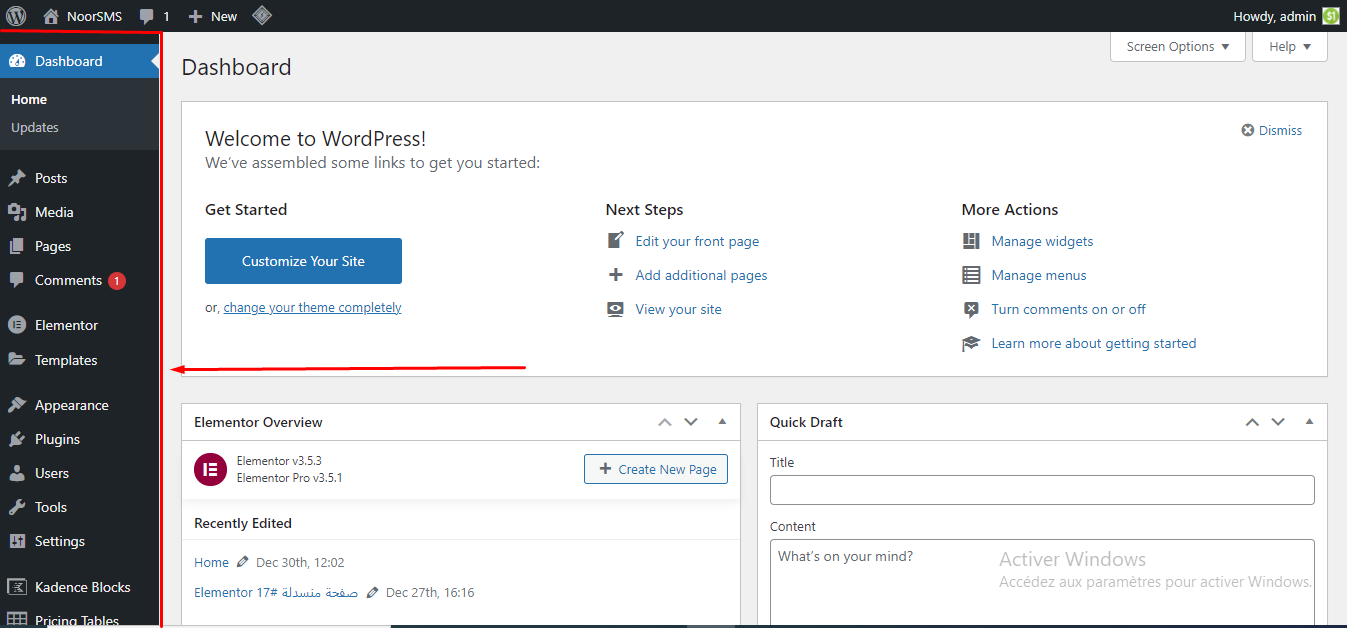 NoorSMS 1 New Howdy, admin
Screen Options Help
Dashboard
Home
Updates
Posts
Media
Pages
Comments 1
Elementor
Templates
Appearance
Plugins
Users
Tools
Settings
Kadence Blocks
Pricing Tables
Dashboard
Welcome to WordPress!
Dismiss
We've assembled some links to get you started:
Get Started
Customize Your Site
or, change your theme completely
Next Steps
Edit your front page
Add additional pages
View your site
More Actions
Manage widgets
Manage menus
Turn comments on or off
Learn more about getting started
Elementor Overview
Elementor v3.5.3
Elementor Pro v3.5.1
Create New Page
Recently Edited
Home Dec 30th, 12:02
Elementor صفحة منسدلة #17 Dec 27th, 16:16
Quick Draft
Title
Content
What's on your mind?
Activer Windows
Accédez aux paramètres pour activer Windows.